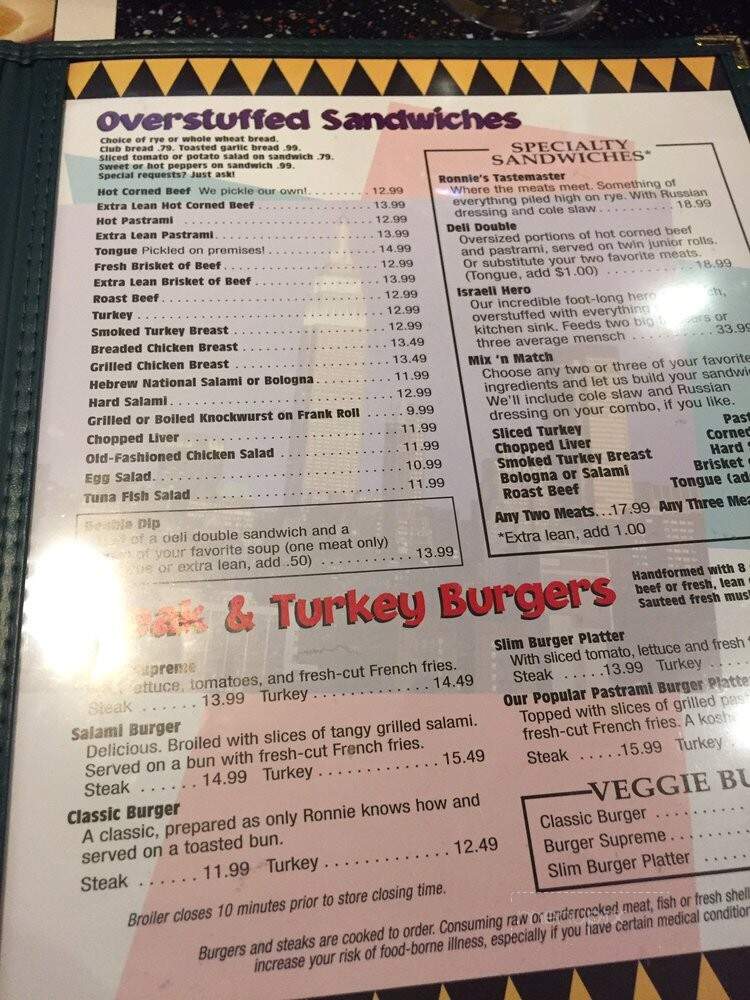 Overstuffed Sandwiches
Choice of rye or whole wheat bread.
Club bread .79. Toasted garlic bread .99.
Sliced tomato or potato salad on sandwich .79.
Sweet or hot peppers on sandwich .99.
Special requests? Just ask!
Hot Corned Beef We pickle our own!........12.99
Extra Lean Hot Corned Beef........13.99
Hot Pastrami........12.99
Extra Lean Pastrami........13.99
Tongue Pickled on premises!........14.99
Fresh Brisket of Beef........12.99
Extra Lean Brisket of Beef........13.99
Roast Beef........12.99
Turkey........12.99
Smoked Turkey Breast........12.99
Breaded Chicken Breast........13.49
Grilled Chicken Breast........13.49
Hebrew National Salami or Bologna........11.99
Hard Salami........12.99
Grilled or Boiled Knockwurst on Frank Roll.....9.99
Chopped Liver........11.99
Old-Fashioned Chicken Salad........11.99
Egg Salad........10.99
Tuna Fish Salad........11.99
Dip
of a deli double sandwich and a
of your favorite soup (one meat only)
or extra lean, add .50)...........13.99
SPECIALTY
SANDWICHES*
Ronnie's Tastemaster
Where the meats meet. Something of
everything piled high on rye. With Russian
dressing and cole slaw.........18.99
Deli Double
Oversized portions of hot corned beef
and pastrami, served on twin junior rolls.
Or substitute your two favorite meats.
(Tongue, add $1.00)............18.99
Israeli Hero
Our incredible foot-long
overstuffed with everything
kitchen sink. Feeds two big or
three average mensch.........33.99
Mix 'n Match
Choose any two or three of your favorite
ingredients and let us build your
We'll include cole slaw and Russian
dressing on your combo, if you like.
Sliced Turkey
Chopped Liver
Smoked Turkey Breast Hard
Bologna or Salami Brisket
Roast Beef Tongue
Any Two Meats...17.99 Any Three
*Extra lean, add 1.00
& Turkey Burgers
Handformed with 8
beef or fresh, lean
Sauteed fresh
Supreme
lettuce, tomatoes, and fresh-cut French fries.
Steak ......13.99 Turkey............14.49
Salami Burger
Delicious. Broiled with slices of tangy grilled salami.
Served on a bun with fresh-cut French fries.
Steak ......14.99 Turkey............15.49
Classic Burger
A classic, prepared as only Ronnie knows how and
served on a toasted bun.
Steak ......11.99 Turkey............12.49
Slim Burger Platter
With sliced tomato, lettuce and fresh
Steak .....13.99 Turkey....
Our Popular Pastrami Burger
Topped with slices of grilled
fresh-cut French fries. A
Steak .....15.99 Turkey
VEGGIE
Classic Burger........
Burger Supreme........
Slim Burger Platter .....
Broiler closes 10 minutes prior to store closing time.
Burgers and steaks are cooked to order. Consuming raw or undercooked meat, fish or fresh
increase your risk of food-borne illness, especially if you have certain medical